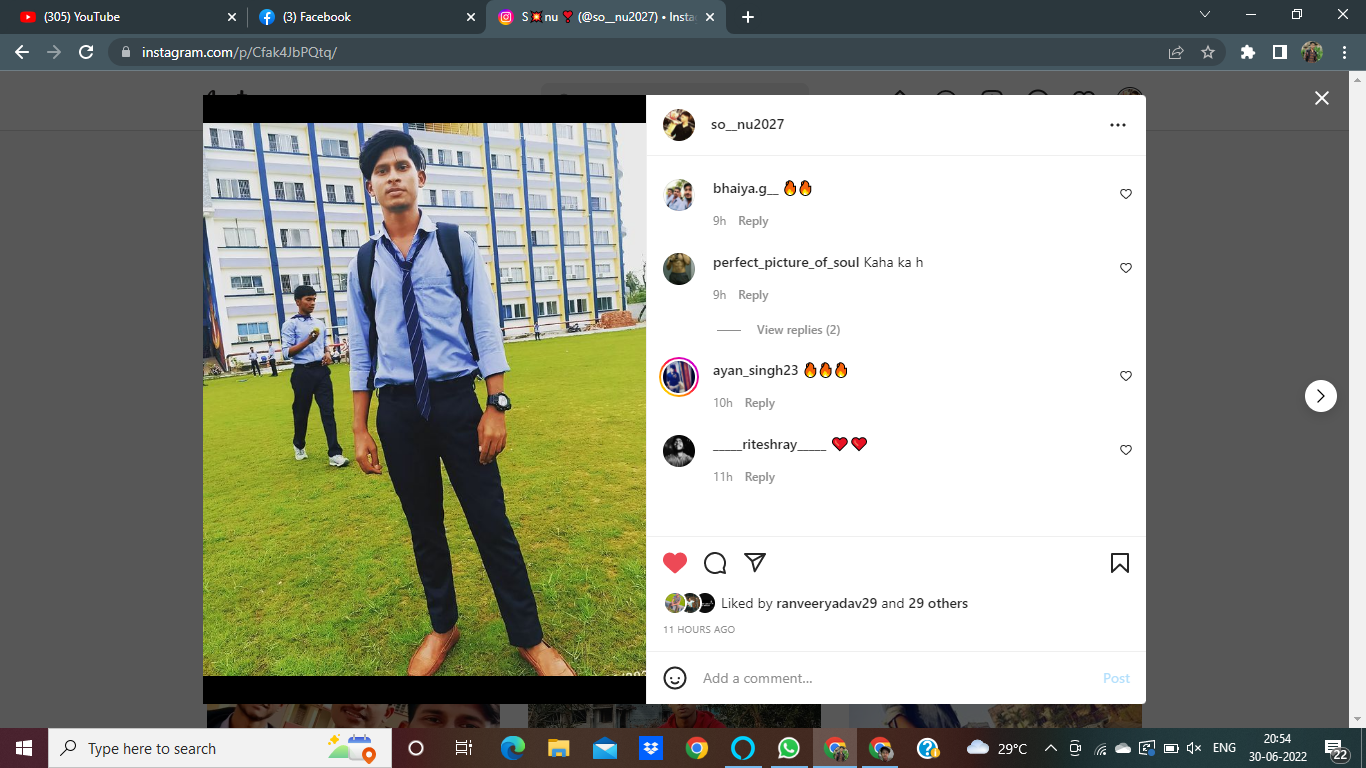 (305) YouTube
(3) Facebook
S💥nu❣ (@so__nu2027) • Insta
instagram.com/p/Cfak4JbPQtq/
so__nu2027
bhaiya.g__ 🔥🔥
9h Reply
perfect_picture_of_soul Kaha ka h
9h Reply
View replies (2)
ayan_singh23 🔥🔥🔥
10h Reply
_____riteshray_____ ❤️❤️
11h Reply
Liked by ranveeryadav29 and 29 others
11 HOURS AGO
Add a comment...
Post
Type here to search
29°C
ENG
20:54
30-06-2022
22